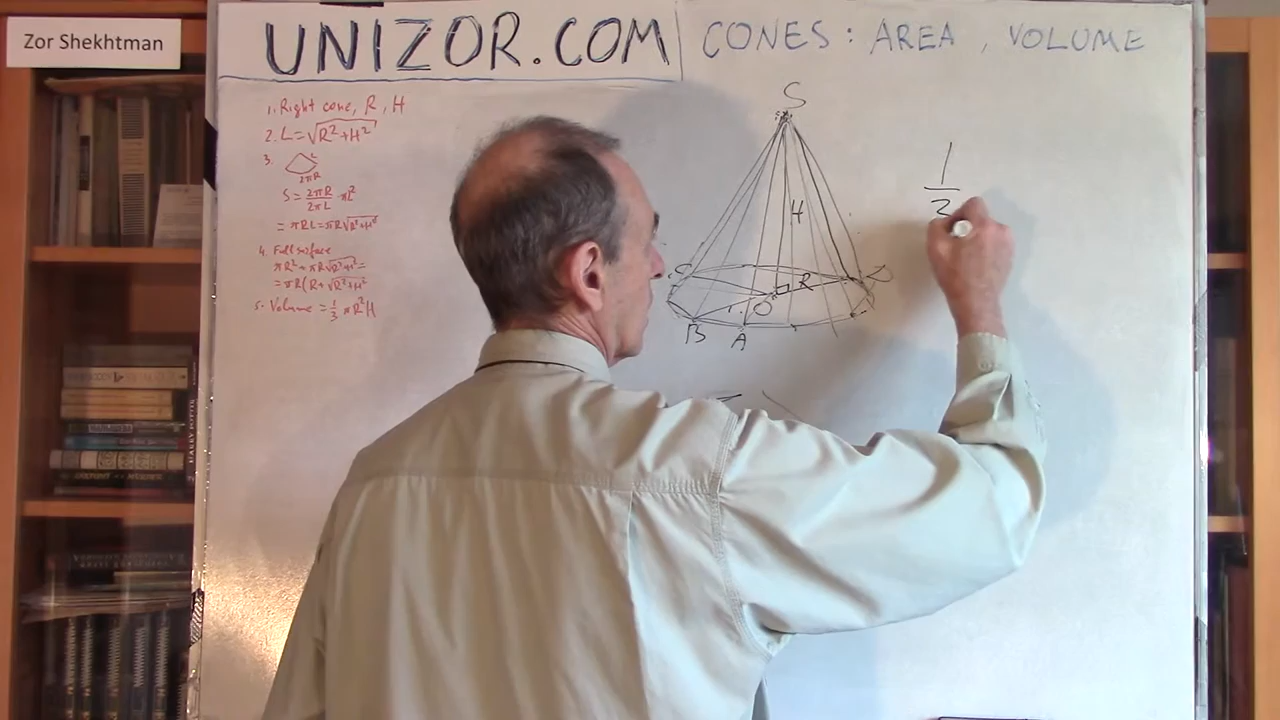 Zor Shekhtman
UNIZOR.COM
CONES: AREA, VOLUME
1. Right cone, R, H
2. L=√R²+H²
3.
L
2πR
S = 2πR/2πL · πL²
= πRL = πR√R²+H²
4. Full surface
πR² + πR√R²+H² =
= πR(R+√R²+H²
5. Volume = 1/3 πR²H
S
H
C
R
D
O
B
A
1
HARRY POTTER